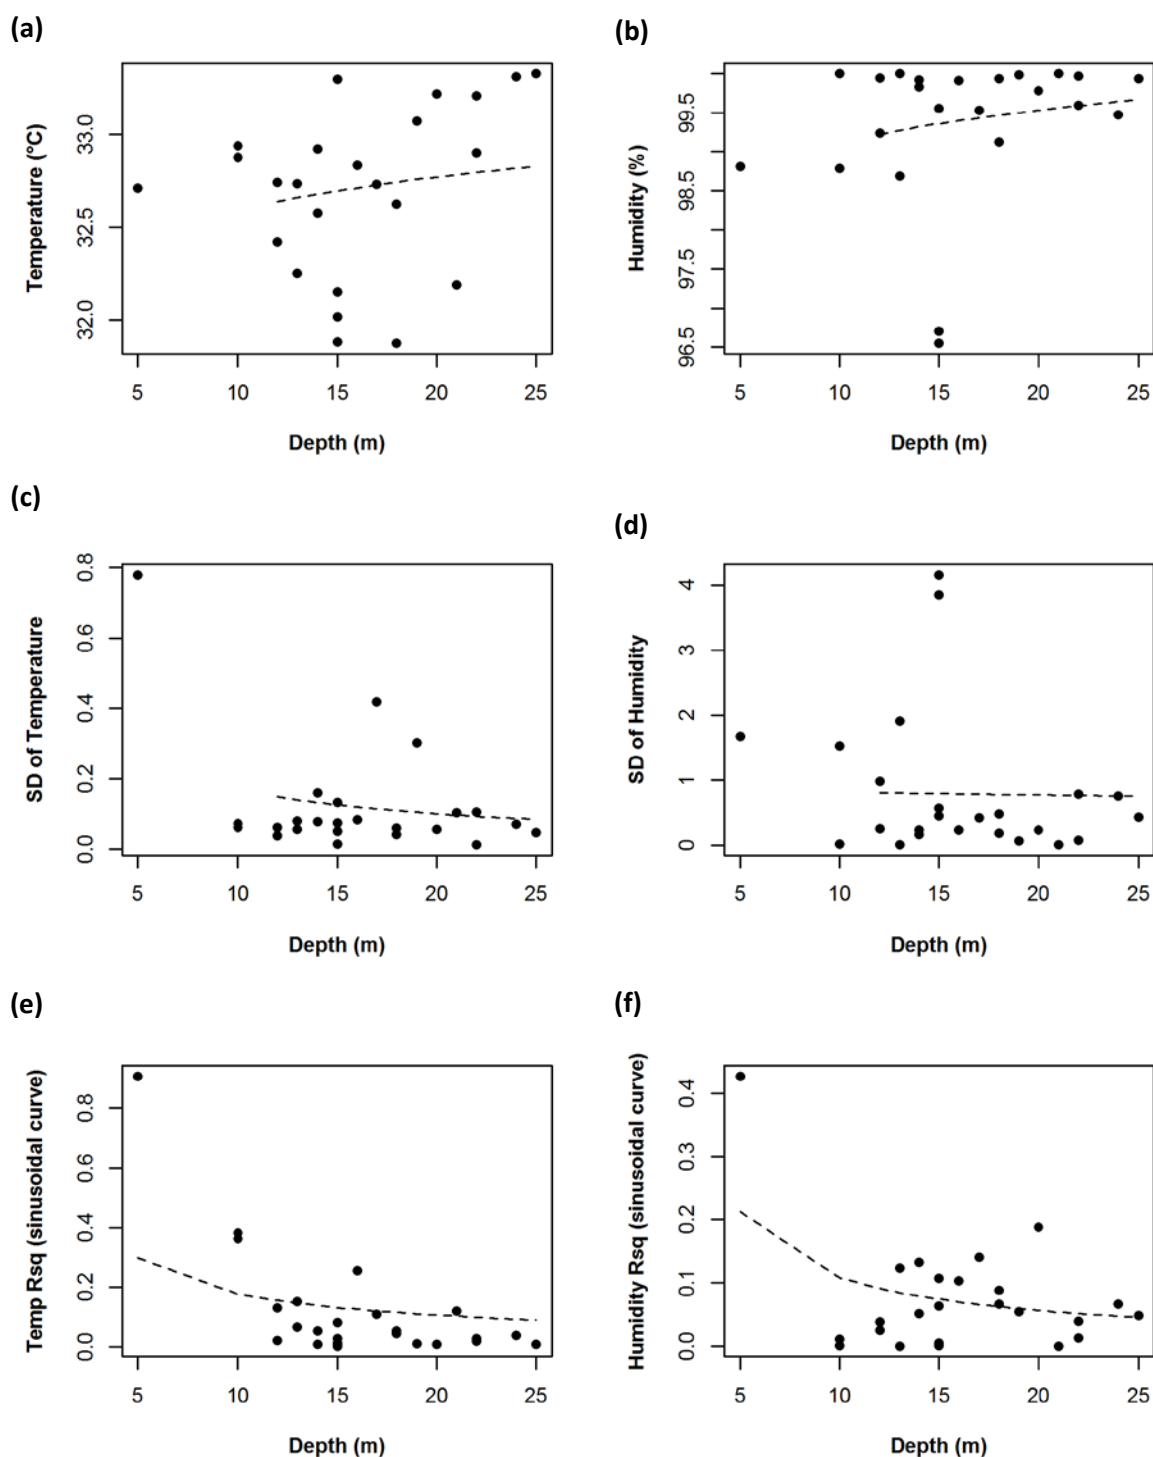 (a)
33.0
32.5
32.0
Temperature (°C)
5 10 15 20 25
Depth (m)
(b)
99.5
98.5
97.5
96.5
Humidity (%)
5 10 15 20 25
Depth (m)
(c)
0.8
0.6
0.4
0.2
0.0
SD of Temperature
5 10 15 20 25
Depth (m)
(d)
4
3
2
1
0
SD of Humidity
5 10 15 20 25
Depth (m)
(e)
0.8
0.6
0.4
0.2
0.0
Temp Rsq (sinusoidal curve)
5 10 15 20 25
Depth (m)
(f)
0.4
0.3
0.2
0.1
0.0
Humidity Rsq (sinusoidal curve)
5 10 15 20 25
Depth (m)